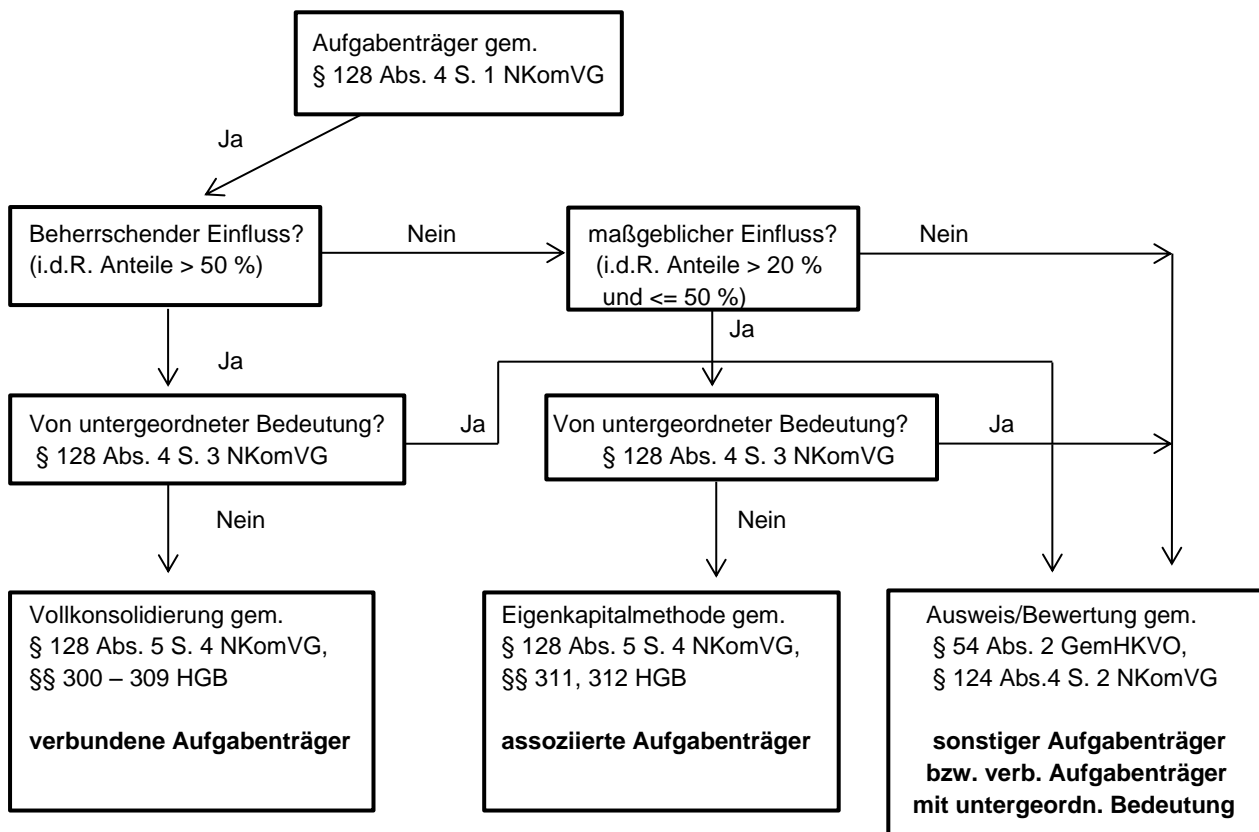 Aufgabenträger gem.
§ 128 Abs. 4 S. 1 NKomVG
Ja
Beherrschender Einfluss?
(i.d.R. Anteile > 50 %)
Nein
maßgeblicher Einfluss?
(i.d.R. Anteile > 20 %
und <= 50 %)
Nein
Ja
Ja
Von untergeordneter Bedeutung?
§ 128 Abs. 4 S. 3 NKomVG
Ja
Von untergeordneter Bedeutung?
§ 128 Abs. 4 S. 3 NKomVG
Ja
Nein
Nein
Vollkonsolidierung gem.
§ 128 Abs. 5 S. 4 NKomVG,
§§ 300 – 309 HGB
verbundene Aufgabenträger
Eigenkapitalmethode gem.
§ 128 Abs. 5 S. 4 NKomVG,
§§ 311, 312 HGB
assoziierte Aufgabenträger
Ausweis/Bewertung gem.
§ 54 Abs. 2 GemHKVO,
§ 124 Abs.4 S. 2 NKomVG
sonstiger Aufgabenträger
bzw. verb. Aufgabenträger
mit untergeordn. Bedeutung